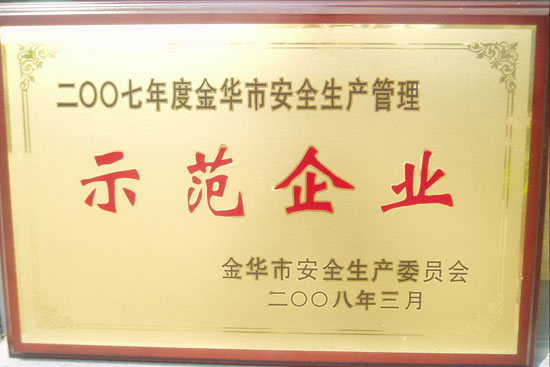 二〇〇七年度金华市安全生产管理
示范企业
金华市安全生产委员会
二〇〇八年三月